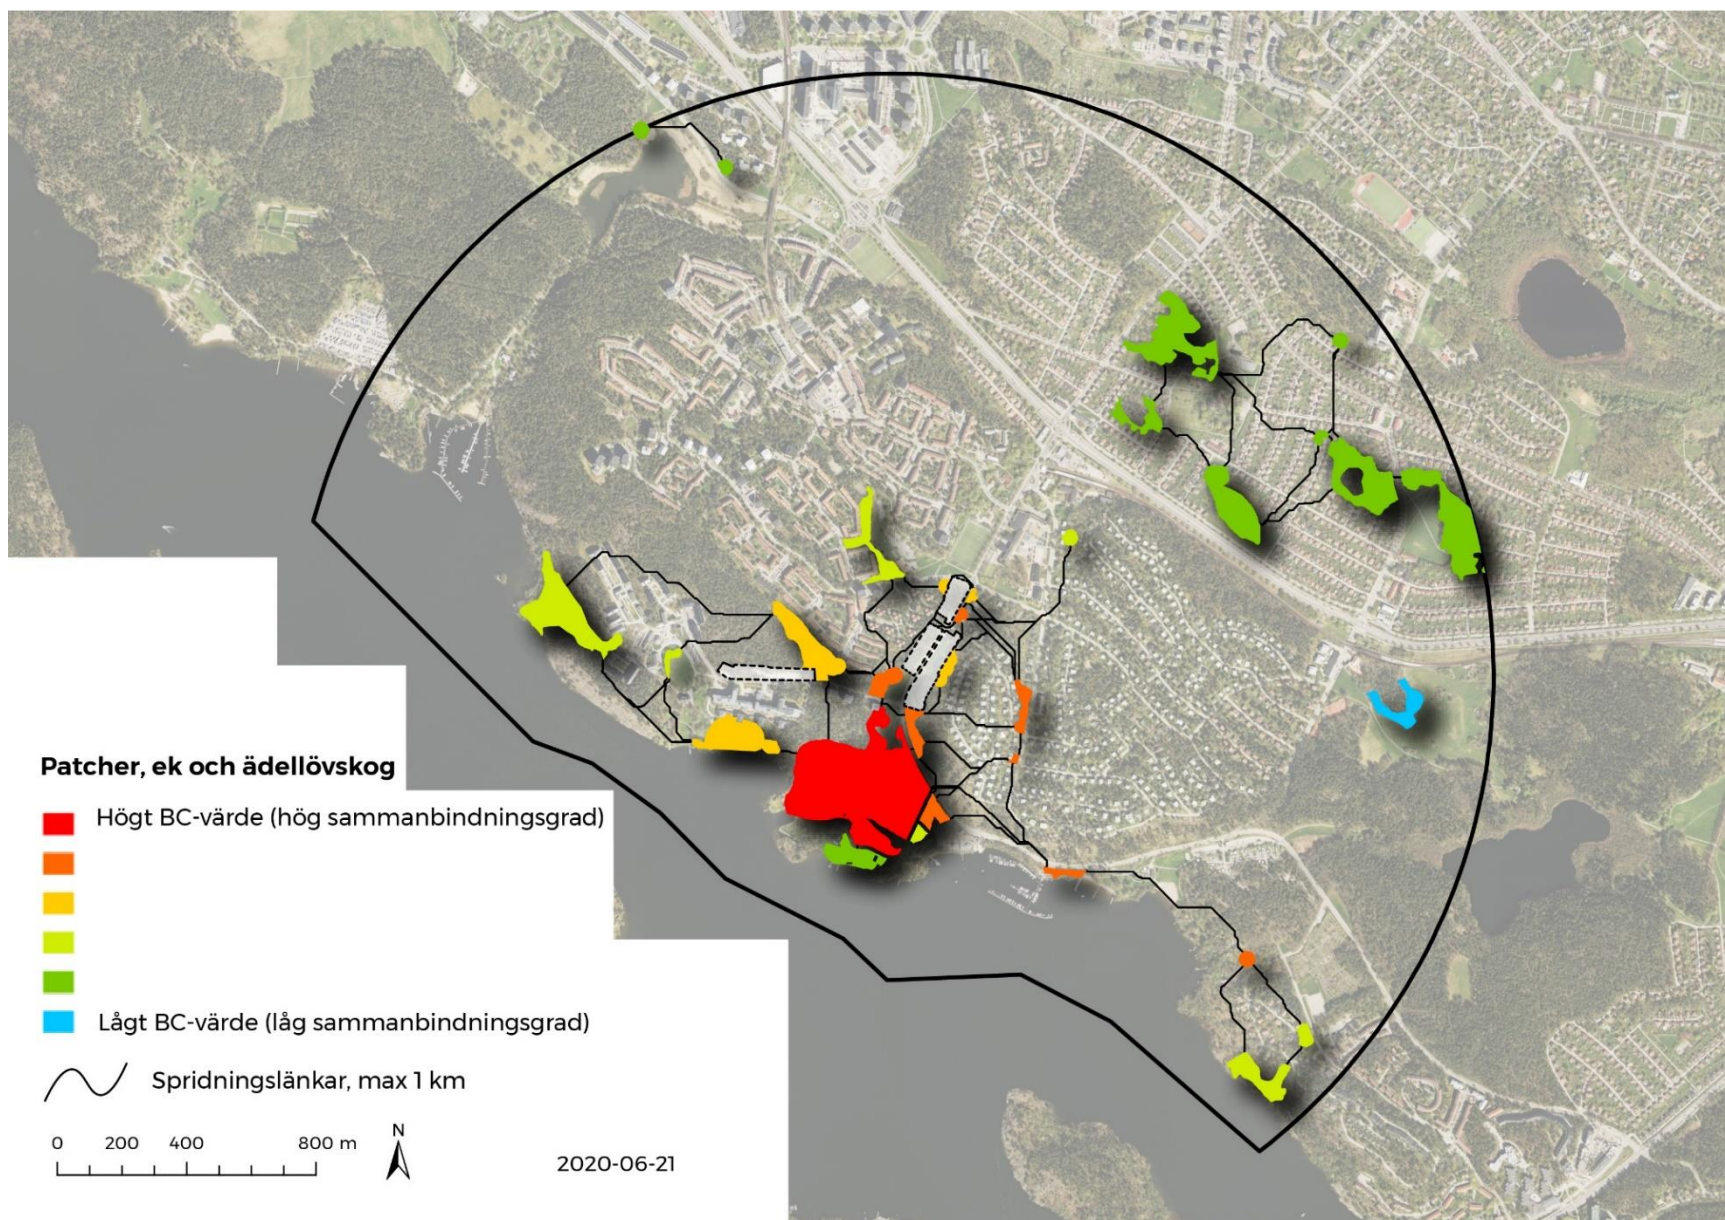 Patcher, ek och ädellövskog
Högt BC-värde (hög sammanbindningsgrad)
Lågt BC-värde (låg sammanbindningsgrad)
Spridningslänkar, max 1 km
0 200 400 800 m
N
2020-06-21